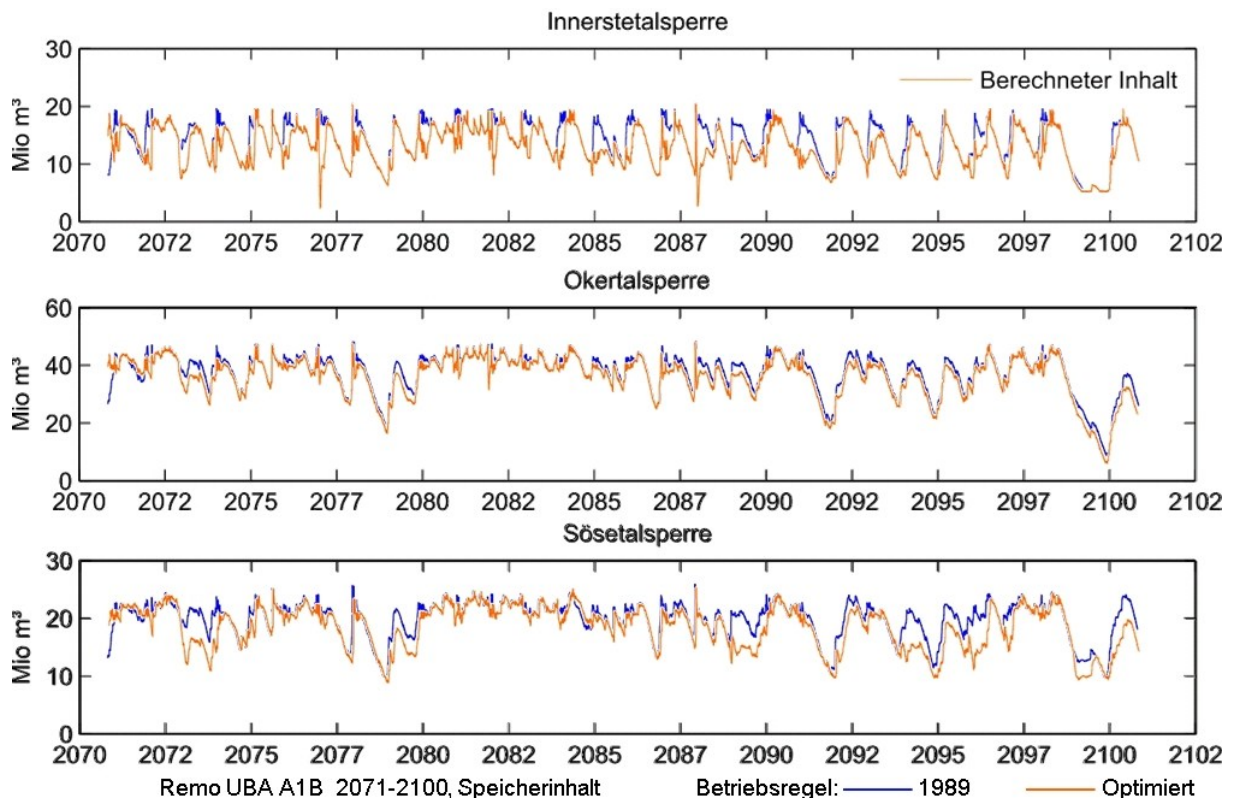 Innerstetalsperre
30
20
10
0
Mio m³
Berechneter Inhalt
2070 2072 2075 2077 2080 2082 2085 2087 2090 2092 2095 2097 2100 2102
Okertalsperre
60
40
20
0
Mio m³
2070 2072 2075 2077 2080 2082 2085 2087 2090 2092 2095 2097 2100 2102
Sösetalsperre
30
20
10
0
Mio m³
2070 2072 2075 2077 2080 2082 2085 2087 2090 2092 2095 2097 2100 2102
Remo UBA A1B 2071-2100, Speicherinhalt Betriebsregel: 1989 Optimiert